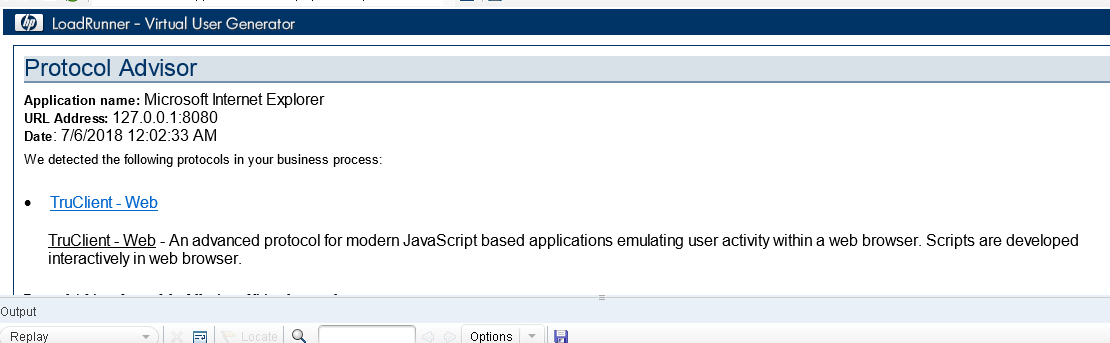 hp LoadRunner - Virtual User Generator
Protocol Advisor
Application name: Microsoft Internet Explorer
URL Address: 127.0.0.1:8080
Date: 7/6/2018 12:02:33 AM
We detected the following protocols in your business process:
• TruClient - Web
TruClient - Web - An advanced protocol for modern JavaScript based applications emulating user activity within a web browser. Scripts are developed
interactively in web browser.
Output
Replay Locate Options